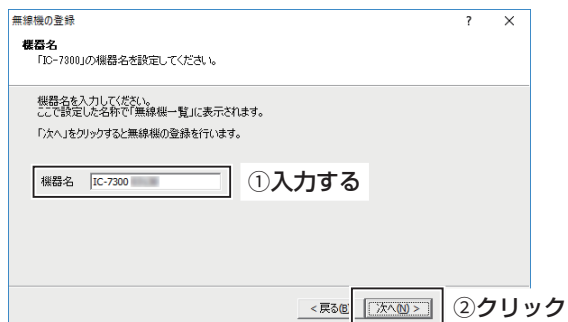 無線機の登録 ? ×
機器名
「IC-7300」の機器名を設定してください。
機器名を入力してください。
ここで設定した名称で「無線機一覧」に表示されます。
「次へ」をクリックすると無線機の登録を行います。
機器名 IC-7300
①入力する
< 戻る(B 次へ(N) >
②クリック